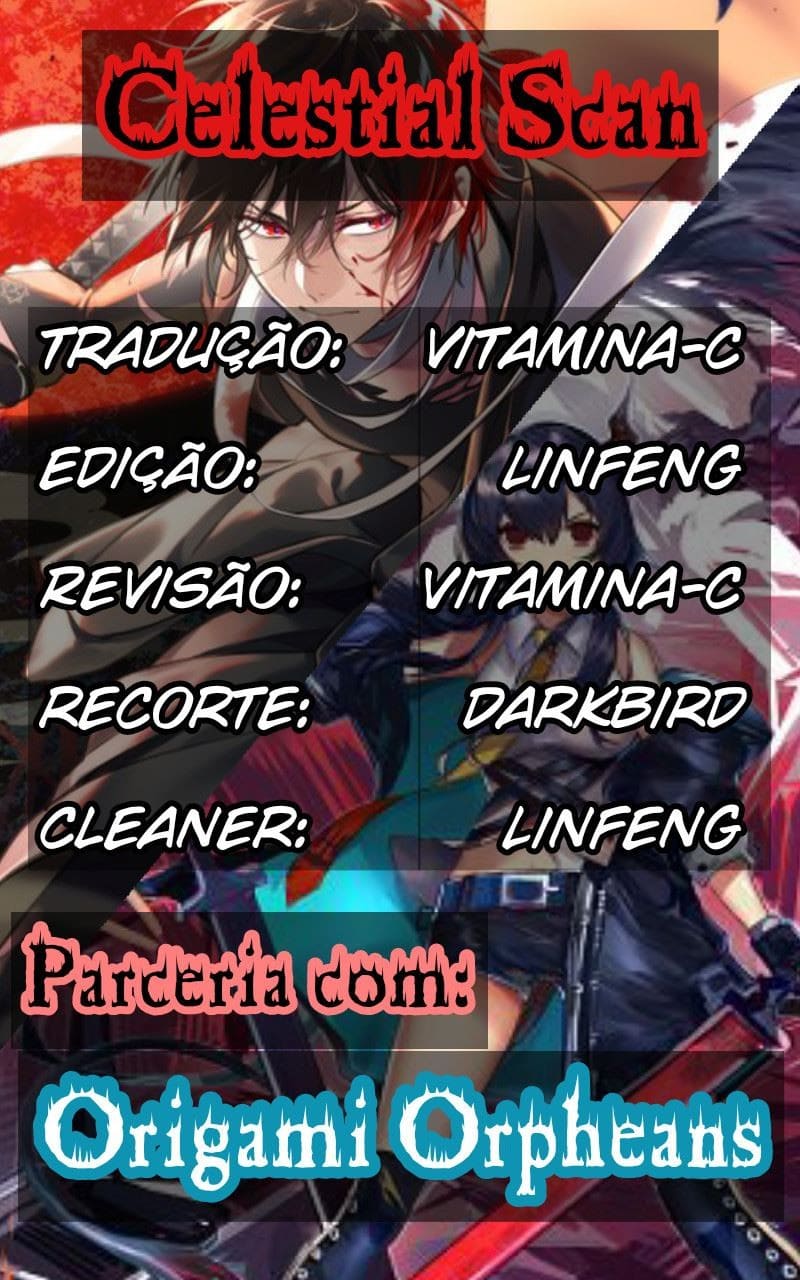 Celestial Scan
TRADUÇÃO: VITAMINA-C
EDIÇÃO: LINFENG
REVISÃO: VITAMINA-C
RECORTE: DARKBIRD
CLEANER: LINFENG
Parceria com:
Origami Orpheans